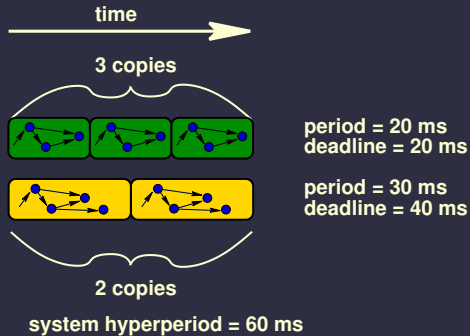 time
3 copies
period = 20 ms
deadline = 20 ms
period = 30 ms
deadline = 40 ms
2 copies
system hyperperiod = 60 ms